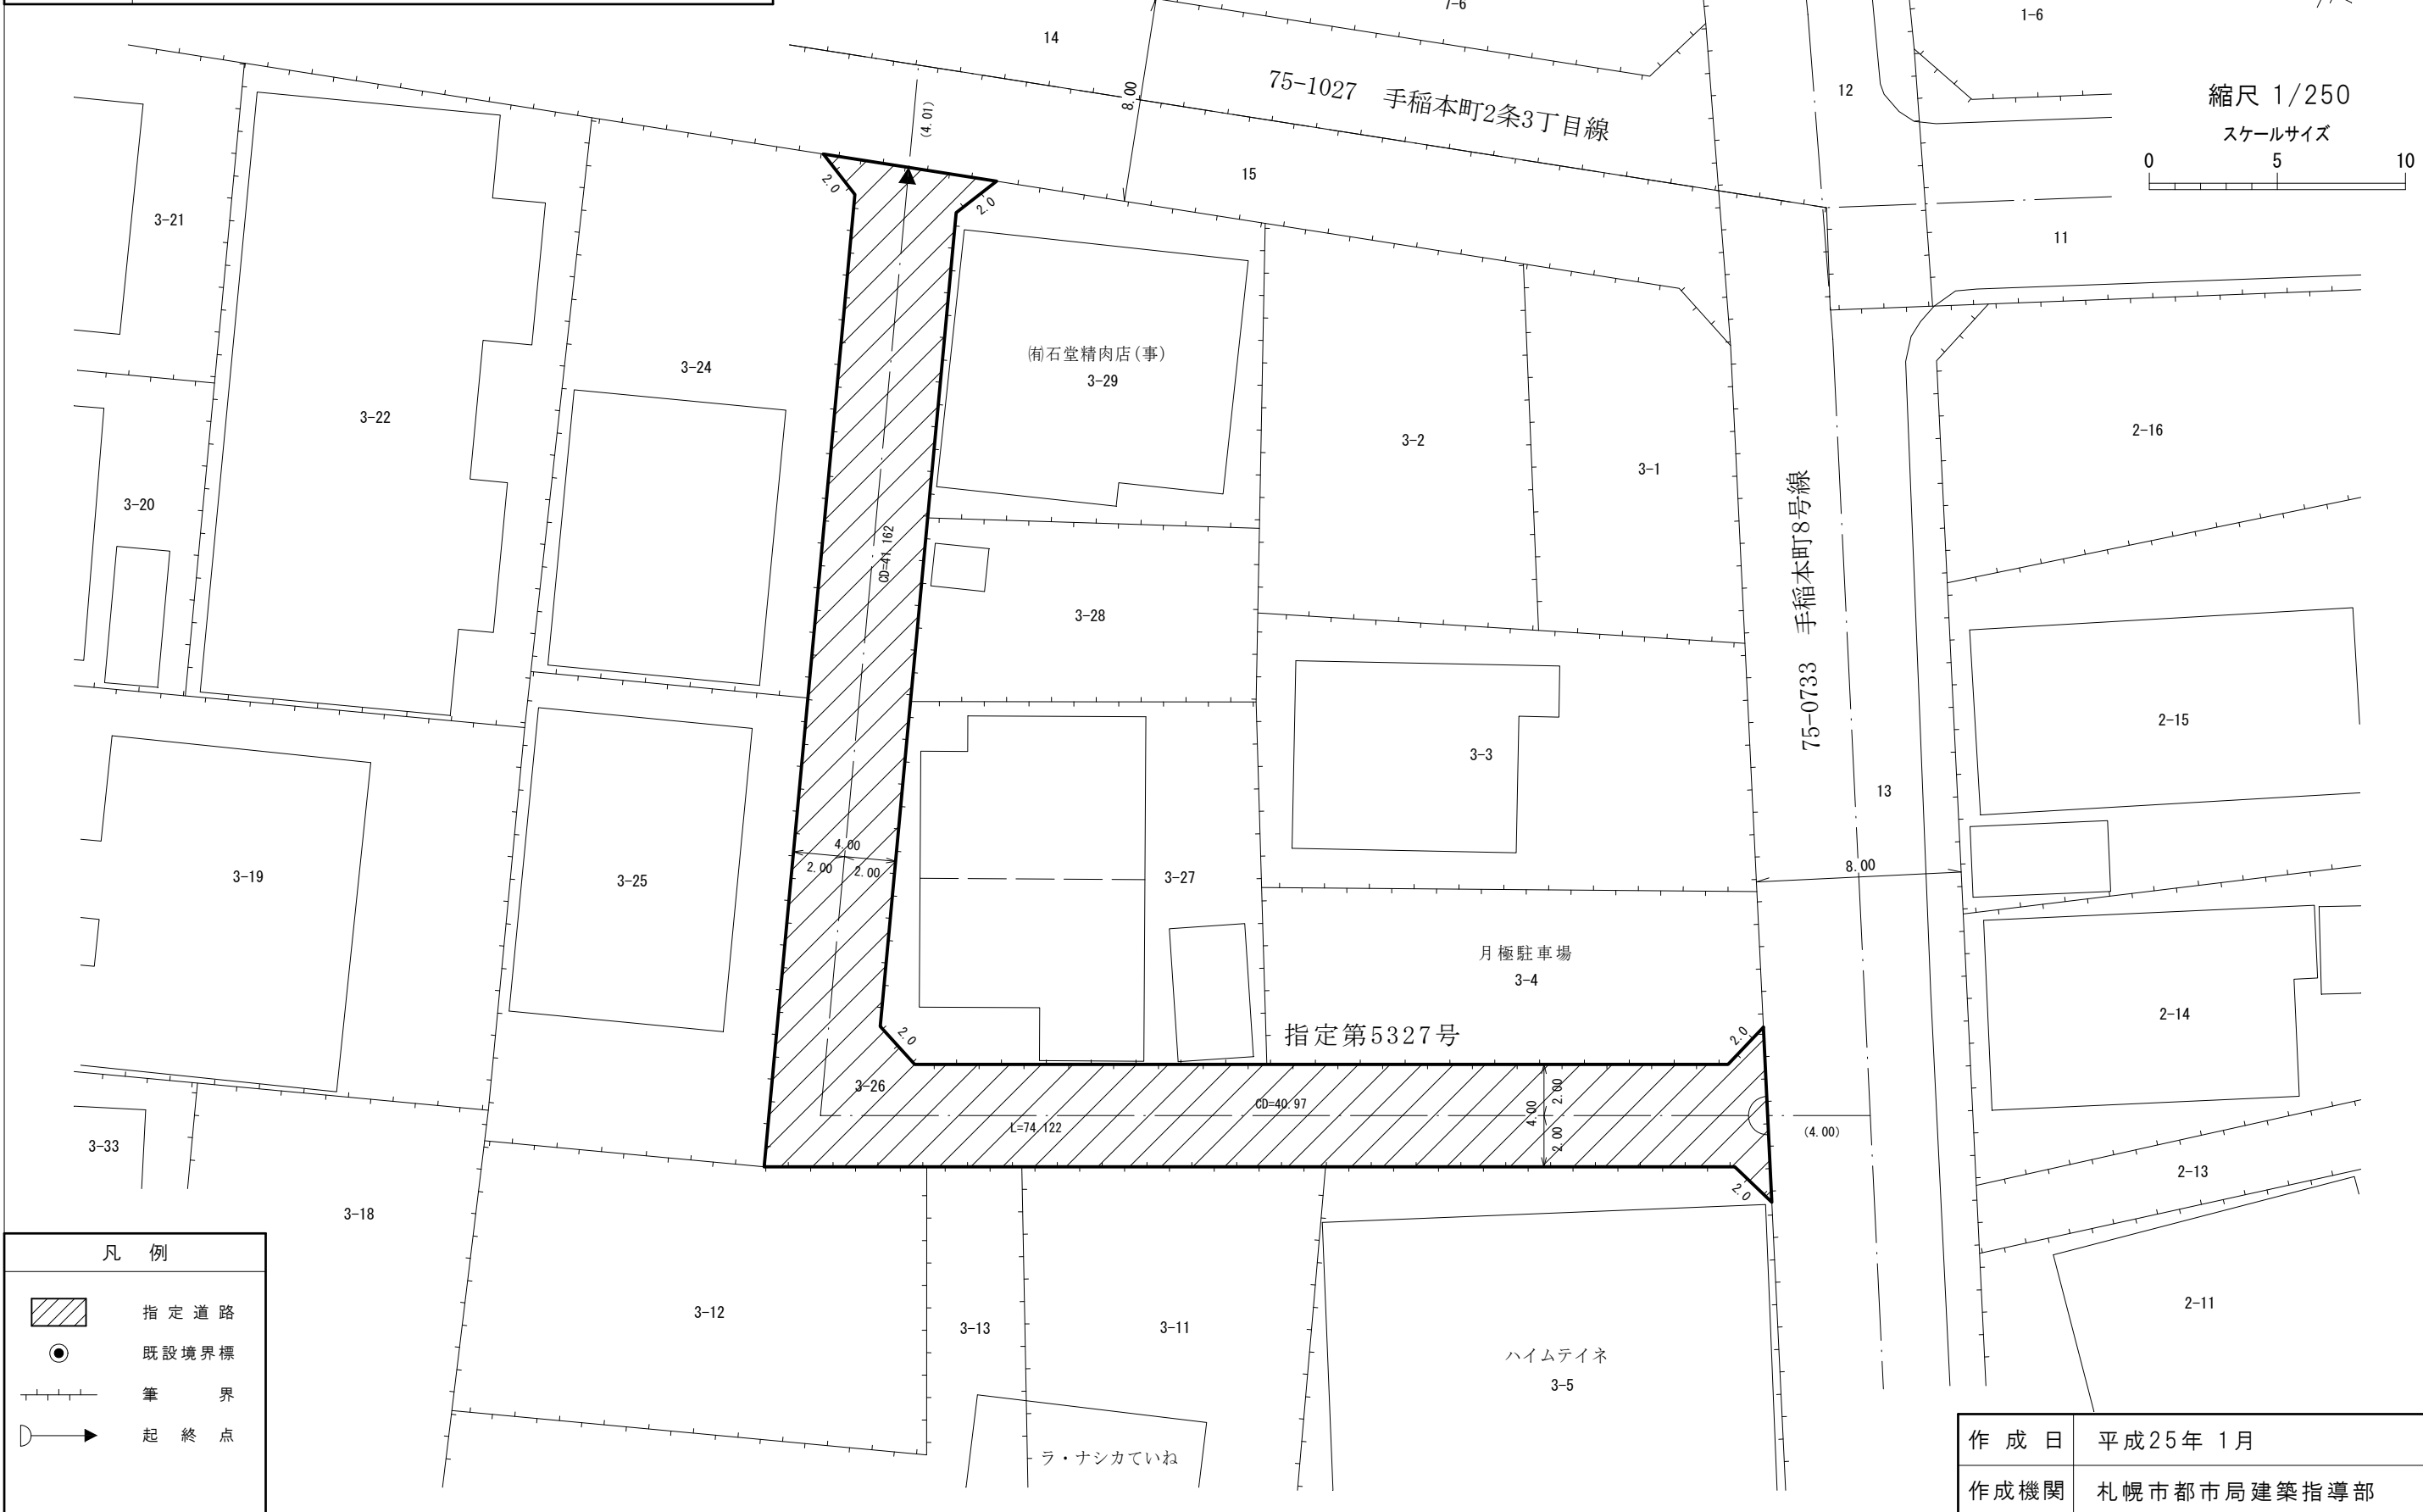 7-6
1-6
14
75-1027 手稲本町2条3丁目線
8.00
(4.01)
12
縮尺 1/250
スケールサイズ
0 5 10
15
11
2.0
2.0
3-21
㈲石堂精肉店(事)
3-29
3-24
3-22
3-2
3-1
2-16
3-20
CD=41.162
3-28
75-0733 手稲本町8号線
2-15
3-3
13
4.00
2.00 2.00
8.00
3-19
3-25
3-27
月極駐車場
3-4
2-14
指定第5327号
2.0
2.0
3-26
CD=40.97
L=74.122
4.00
2.00
2.00
(4.00)
3-33
2-13
2.0
3-18
3-12
3-13
3-11
2-11
ハイムテイネ
3-5
ラ・ナシカていね
凡 例
指 定 道 路
既設境界標
筆 界
起 終 点
作 成 日 平成25年 1月
作成機関 札幌市都市局建築指導部